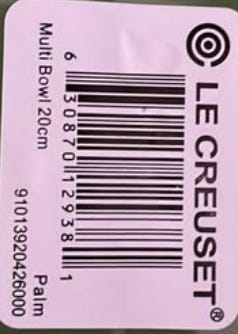 LE CREUSET®
6 30870 12938 1
Multi Bowl 20cm
Palm
91013920426000